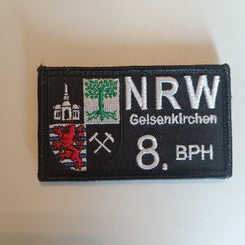 NRW
Gelsenkirchen
8. BPH